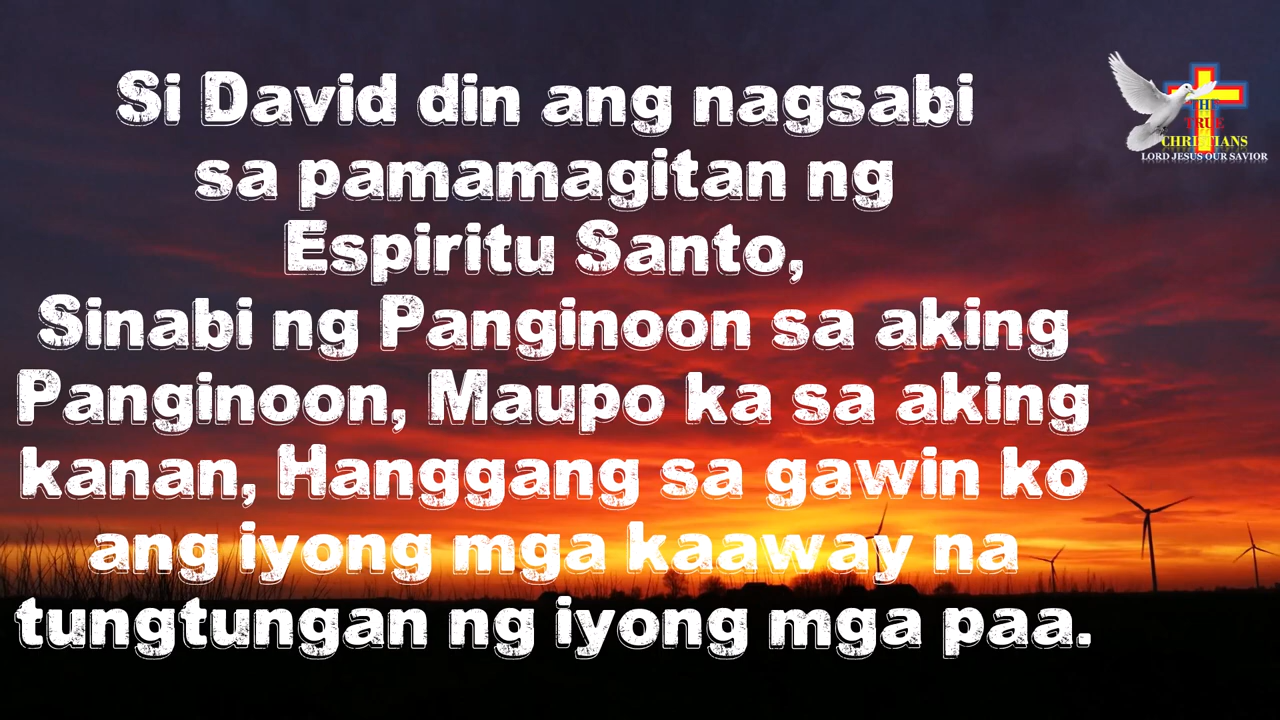 Si David din ang nagsabi
sa pamamagitan ng
Espiritu Santo,
Sinabi ng Panginoon sa aking
Panginoon, Maupo ka sa aking
kanan, Hanggang sa gawin ko
ang iyong mga kaaway na
tungtungan ng iyong mga paa.
THE
TRUE
CHRISTIANS
LORD JESUS OUR SAVIOR